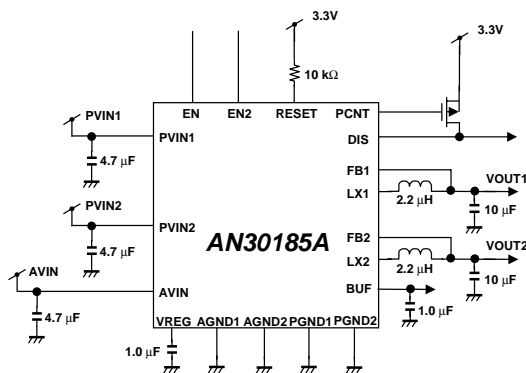 3.3V
3.3V
10 kΩ
EN
EN2
RESET
PCNT
PVIN1
PVIN1
DIS
4.7 µF
FB1
VOUT1
LX1
2.2 µH
10 µF
PVIN2
PVIN2
4.7 µF
AN30185A
FB2
VOUT2
LX2
2.2 µH
10 µF
AVIN
AVIN
BUF
4.7 µF
1.0 µF
VREG
AGND1
AGND2
PGND1
PGND2
1.0 µF